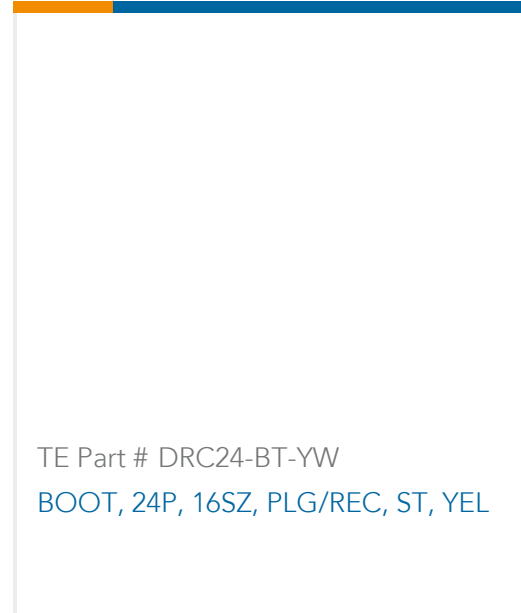 TE Part # DRC24-BT-YW
BOOT, 24P, 16SZ, PLG/REC, ST, YEL